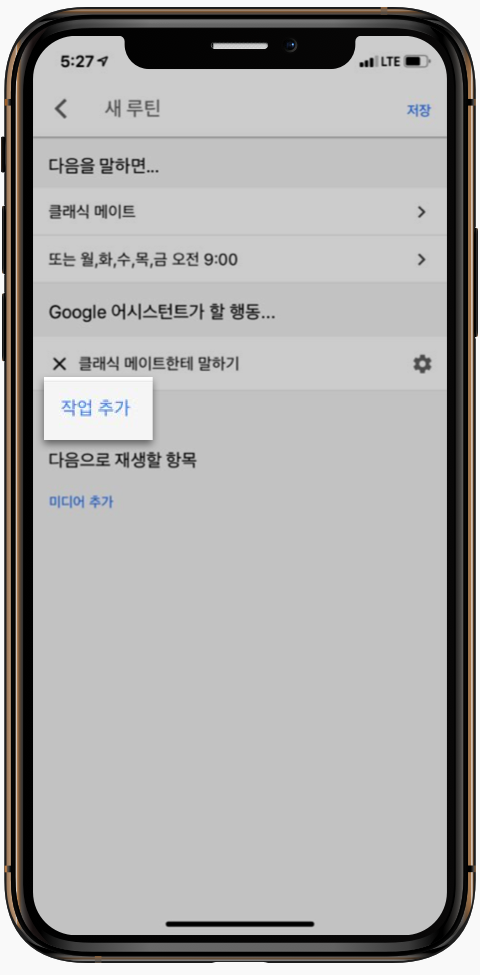 5:27
LTE
새 루틴
저장
다음을 말하면...
클래식 메이트
또는 월,화,수,목,금 오전 9:00
Google 어시스턴트가 할 행동...
클래식 메이트한테 말하기
작업 추가
다음으로 재생할 항목
미디어 추가